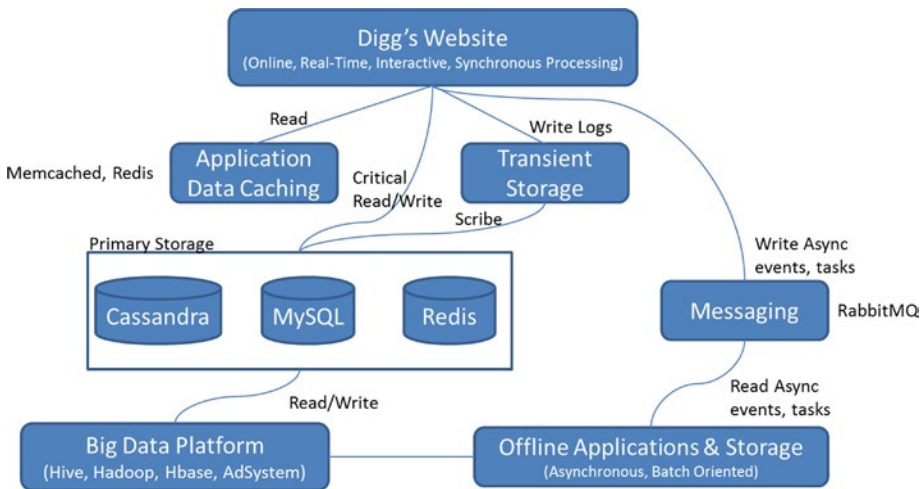 Digg's Website
(Online, Real-Time, Interactive, Synchronous Processing)
Read
Write Logs
Memcached, Redis
Application
Data Caching
Transient
Storage
Critical
Read/Write
Scribe
Primary Storage
Cassandra
MySQL
Redis
Write Async
events, tasks
Messaging
RabbitMQ
Read/Write
Read Async
events, tasks
Big Data Platform
(Hive, Hadoop, Hbase, AdSystem)
Offline Applications & Storage
(Asynchronous, Batch Oriented)